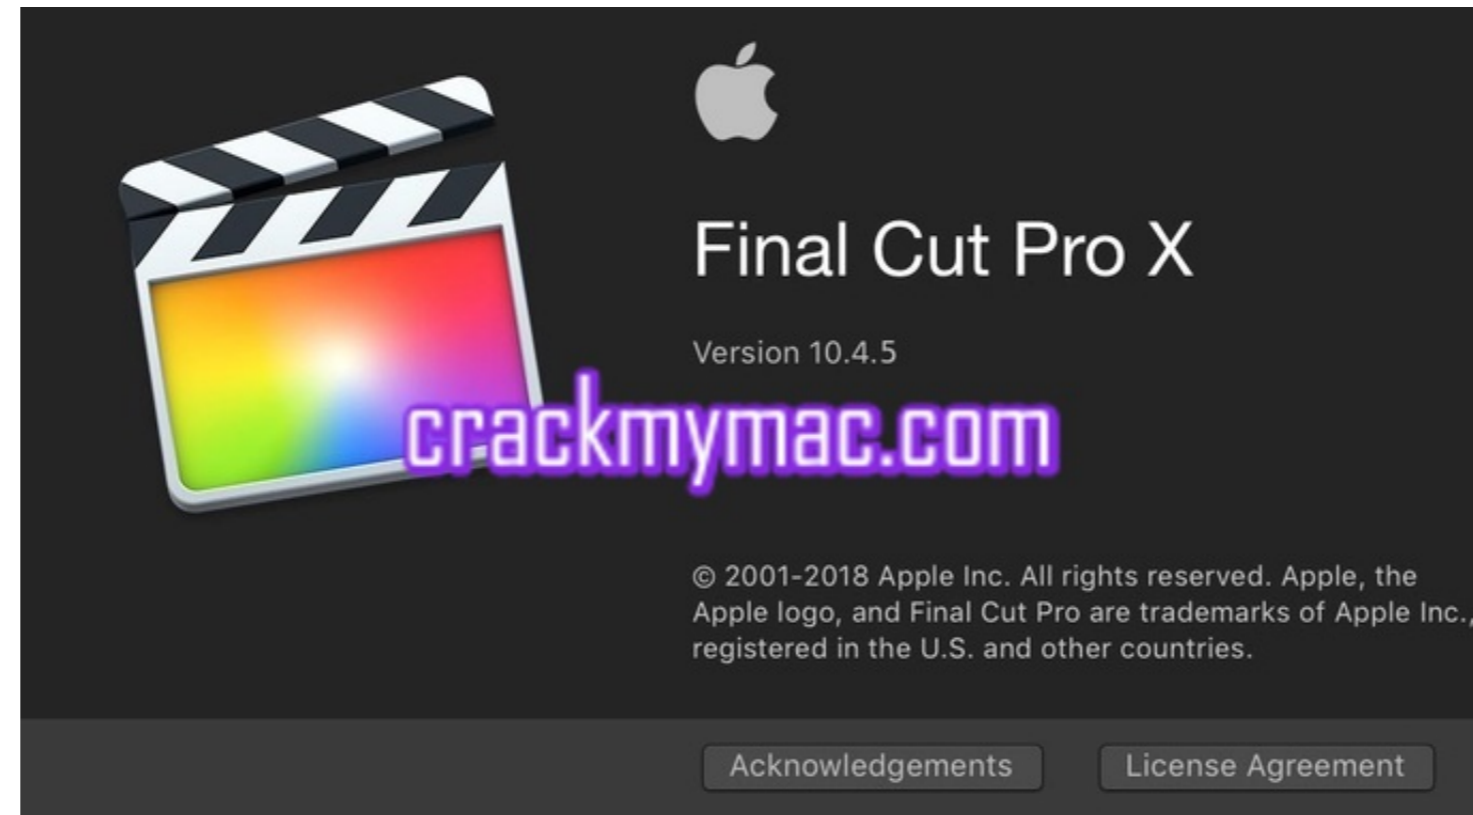 Final Cut Pro X
Version 10.4.5
crackmymac.com
© 2001-2018 Apple Inc. All rights reserved. Apple, the
Apple logo, and Final Cut Pro are trademarks of Apple Inc.,
registered in the U.S. and other countries.
Acknowledgements
License Agreement